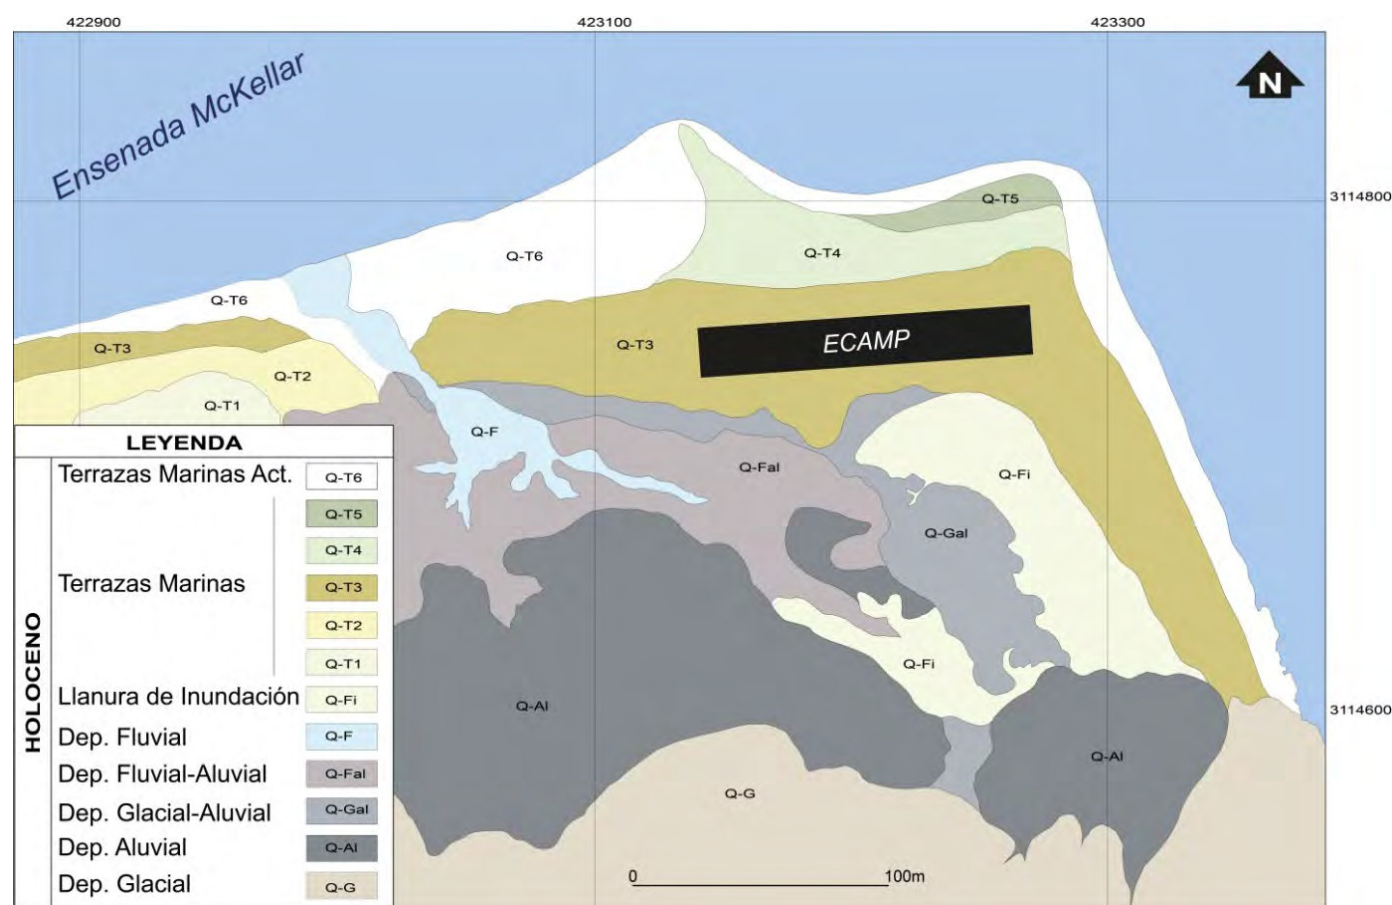 422900 423100 423300
Ensenada McKellar
N
3114800
Q-T5
Q-T4
Q-T6
Q-T6
Q-T3
Q-T3
ECAMP
Q-T2
Q-T1
Q-F
Q-Fal
Q-Fi
Q-Gal
Q-Fi
Q-Al
3114600
Q-Al
Q-G
0 100m
LEYENDA
HOLOCENO
Terrazas Marinas Act. Q-T6
Q-T5
Q-T4
Terrazas Marinas Q-T3
Q-T2
Q-T1
Llanura de Inundación Q-Fi
Dep. Fluvial Q-F
Dep. Fluvial-Aluvial Q-Fal
Dep. Glacial-Aluvial Q-Gal
Dep. Aluvial Q-Al
Dep. Glacial Q-G